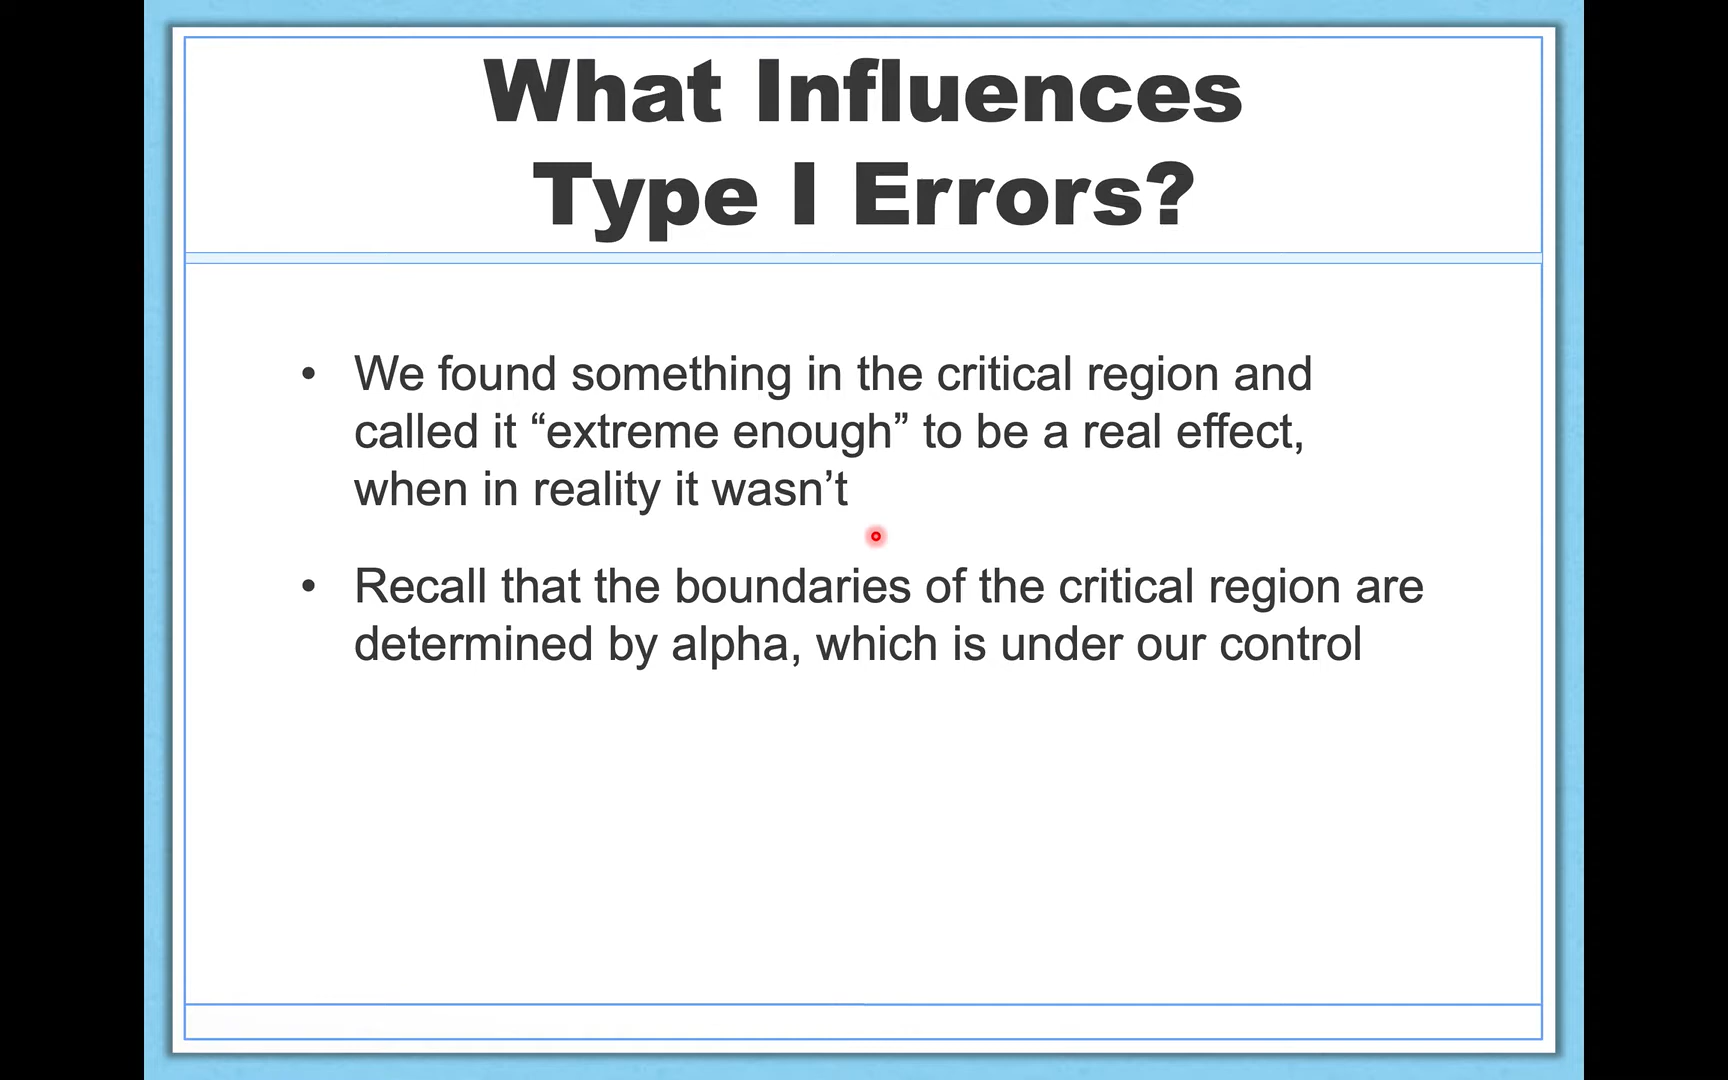 What Influences
Type I Errors?
• We found something in the critical region and
called it “extreme enough” to be a real effect,
when in reality it wasn’t
• Recall that the boundaries of the critical region are
determined by alpha, which is under our control